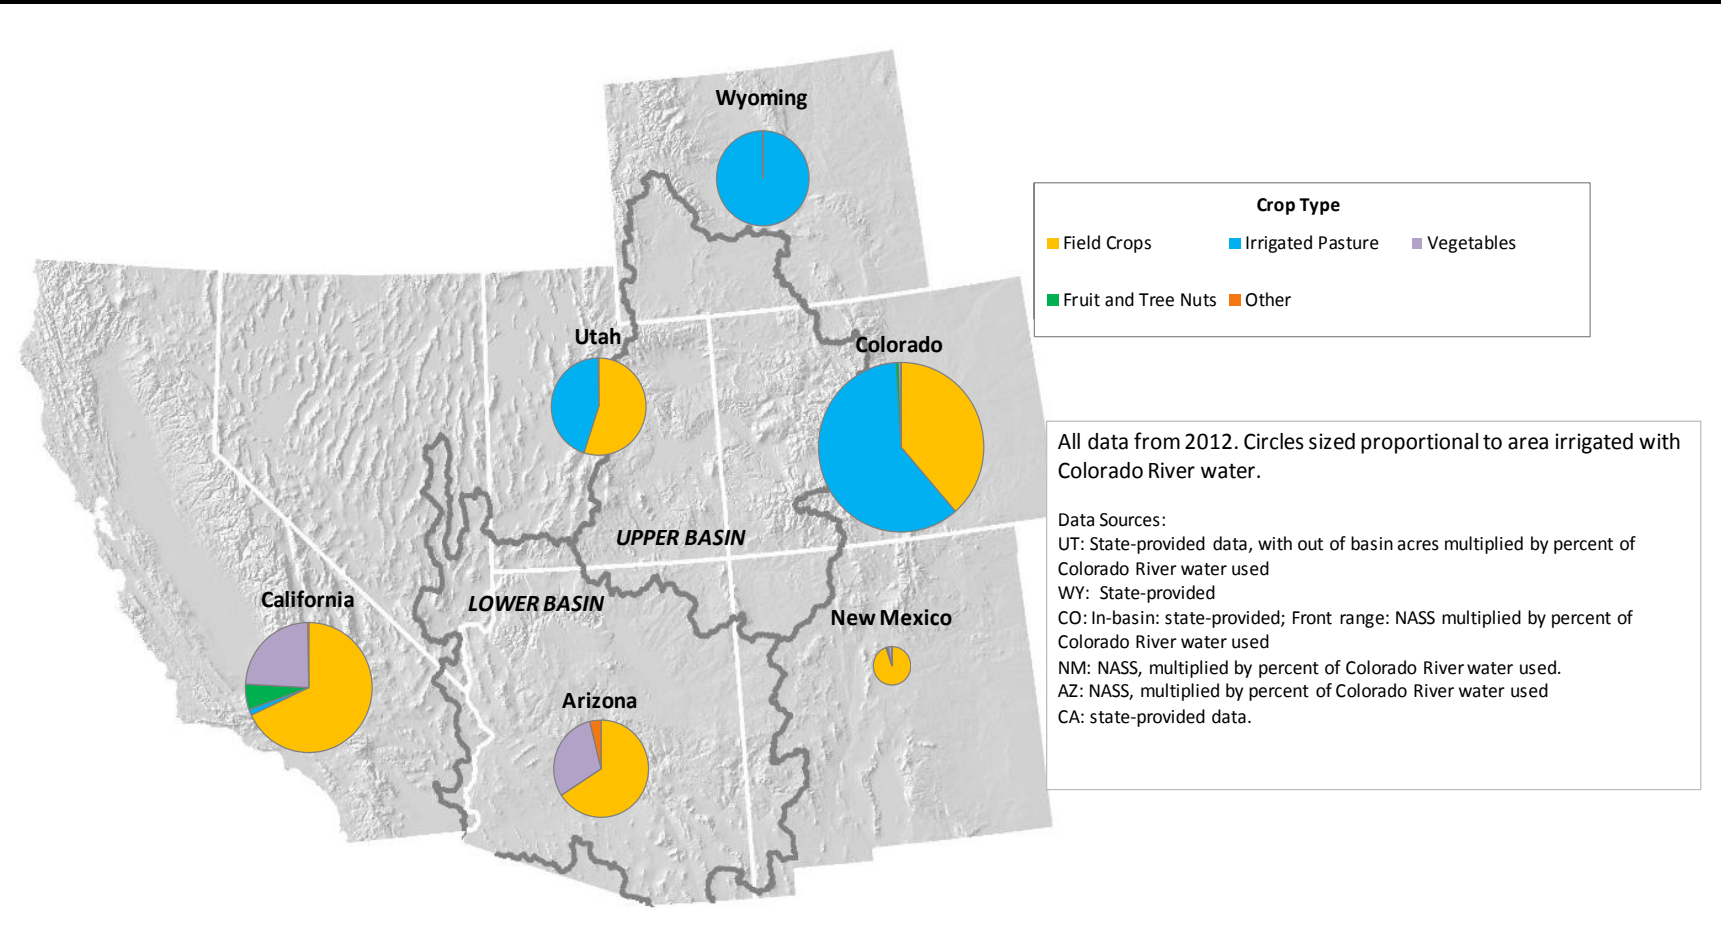 Wyoming
Crop Type
Field Crops
Irrigated Pasture
Vegetables
Fruit and Tree Nuts
Other
Utah
Colorado
All data from 2012. Circles sized proportional to area irrigated with
Colorado River water.
Data Sources:
UT: State-provided data, with out of basin acres multiplied by percent of
Colorado River water used
WY: State-provided
CO: In-basin: state-provided; Front range: NASS multiplied by percent of
Colorado River water used
NM: NASS, multiplied by percent of Colorado River water used.
AZ: NASS, multiplied by percent of Colorado River water used
CA: state-provided data.
UPPER BASIN
LOWER BASIN
California
New Mexico
Arizona